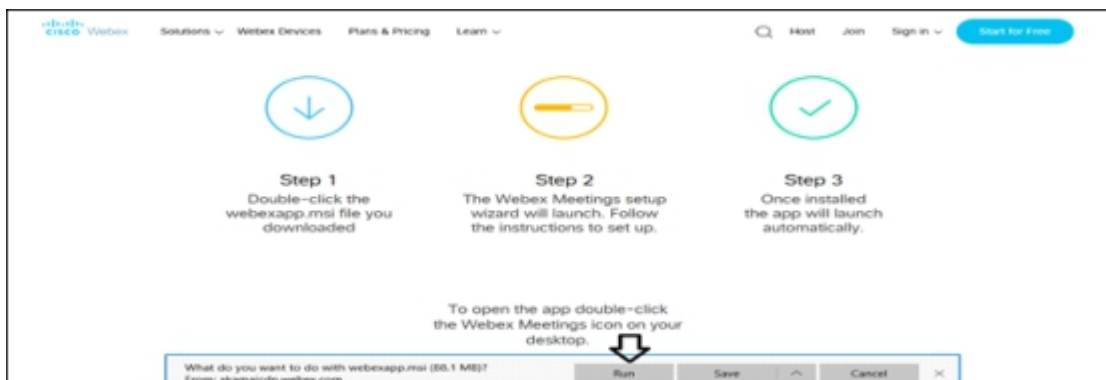 CISCO Webex Solutions Webex Devices Plans & Pricing Learn Host Join Sign in Start for Free
Step 1
Double-click the
webexapp.msi file you
downloaded
Step 2
The Webex Meetings setup
wizard will launch. Follow
the instructions to set up.
Step 3
Once installed
the app will launch
automatically.
To open the app double-click
the Webex Meetings icon on your
desktop.
What do you want to do with webexapp.msi (88.1 MB)?
From: akamaicdn.webex.com
Run Save Cancel